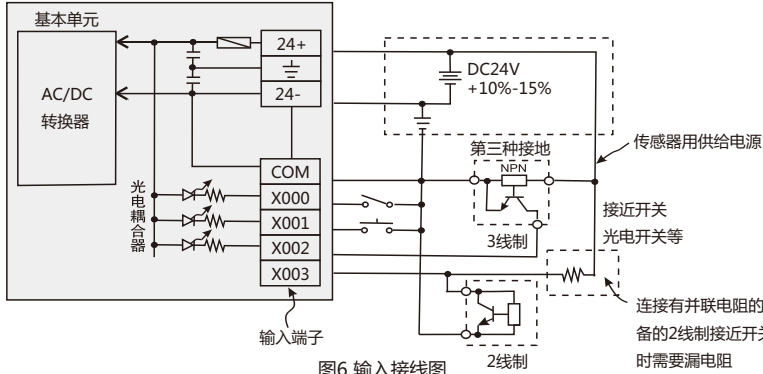 基本单元
24+
24-
AC/DC
转换器
DC24V
+10%-15%
传感器用供给电源
第三种接地
NPN
COM
光电耦合器
X000
X001
X002
X003
3线制
接近开关
光电开关等
输入端子
连接有并联电阻的
备的2线制接近开关
时需要漏电阻
2线制
图6 输入接线图